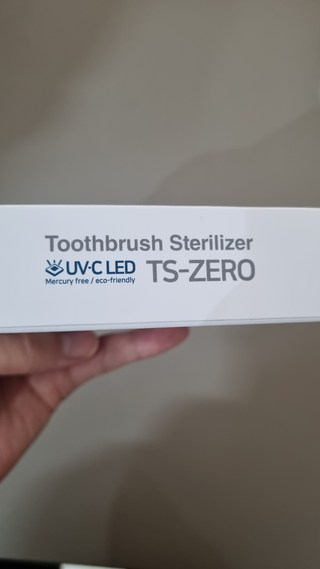 Toothbrush Sterilizer
UV·C LED TS-ZERO
Mercury free / eco-friendly